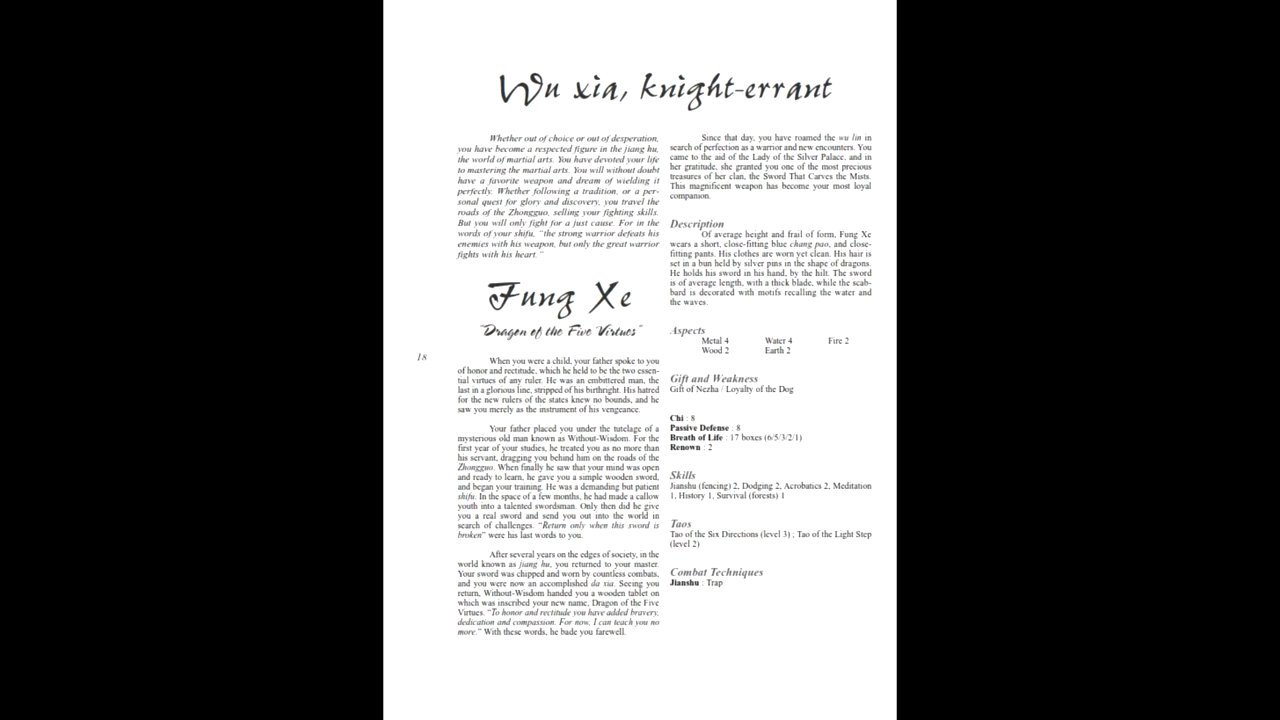 Wu xia, knight-errant
Whether out of choice or out of desperation,
you have become a respected figure in the jiang hu,
the world of martial arts. You have devoted your life
to mastering the martial arts. You will without doubt
have a favorite weapon and dream of wielding it
perfectly. Whether following a tradition, or a per-
sonal quest for glory and discovery, you travel the
roads of the Zhongguo, selling your fighting skills.
But you will only fight for a just cause. For in the
words of your shifu, "the strong warrior defeats his
enemies with his weapon, but only the great warrior
fights with his heart."
Fung Xe
"Dragon of the Five Virtues"
18
When you were a child, your father spoke to you
of honor and rectitude, which he held to be the two essen-
tial virtues of any ruler. He was an embittered man, the
last in a glorious line, stripped of his birthright. His hatred
for the new rulers of the states knew no bounds, and he
saw you merely as the instrument of his vengeance.
Your father placed you under the tutelage of a
mysterious old man known as Without-Wisdom. For the
first year of your studies, he treated you as no more than
his servant, dragging you behind him on the roads of the
Zhongguo. When finally he saw that your mind was open
and ready to learn, he gave you a simple wooden sword,
and began your training. He was a demanding but patient
shifu. In the space of a few months, he had made a callow
youth into a talented swordsman. Only then did he give
you a real sword and send you out into the world in
search of challenges. "Return only when this sword is
broken" were his last words to you.
After several years on the edges of society, in the
world known as jiang hu, you returned to your master.
Your sword was chipped and worn by countless combats,
and you were now an accomplished da xia. Seeing you
return, Without-Wisdom handed you a wooden tablet on
which was inscribed your new name, Dragon of the Five
Virtues. "To honor and rectitude you have added bravery,
dedication and compassion. For now, I can teach you no
more." With these words, he bade you farewell.
Since that day, you have roamed the wu lin in
search of perfection as a warrior and new encounters. You
came to the aid of the Lady of the Silver Palace, and in
her gratitude, she granted you one of the most precious
treasures of her clan, the Sword That Carves the Mists.
This magnificent weapon has become your most loyal
companion.
Description
Of average height and frail of form, Fung Xe
wears a short, close-fitting blue chang pao, and close-
fitting pants. His clothes are worn yet clean. His hair is
set in a bun held by silver pins in the shape of dragons.
He holds his sword in his hand, by the hilt. The sword
is of average length, with a thick blade, while the scab-
bard is decorated with motifs recalling the water and
the waves.
Aspects
Metal 4 Water 4 Fire 2
Wood 2 Earth 2
Gift and Weakness
Gift of Nezha / Loyalty of the Dog
Chi : 8
Passive Defense : 8
Breath of Life : 17 boxes (6/5/3/2/1)
Renown : 2
Skills
Jianshu (fencing) 2, Dodging 2, Acrobatics 2, Meditation
1, History 1, Survival (forests) 1
Taos
Tao of the Six Directions (level 3) ; Tao of the Light Step
(level 2)
Combat Techniques
Jianshu : Trap